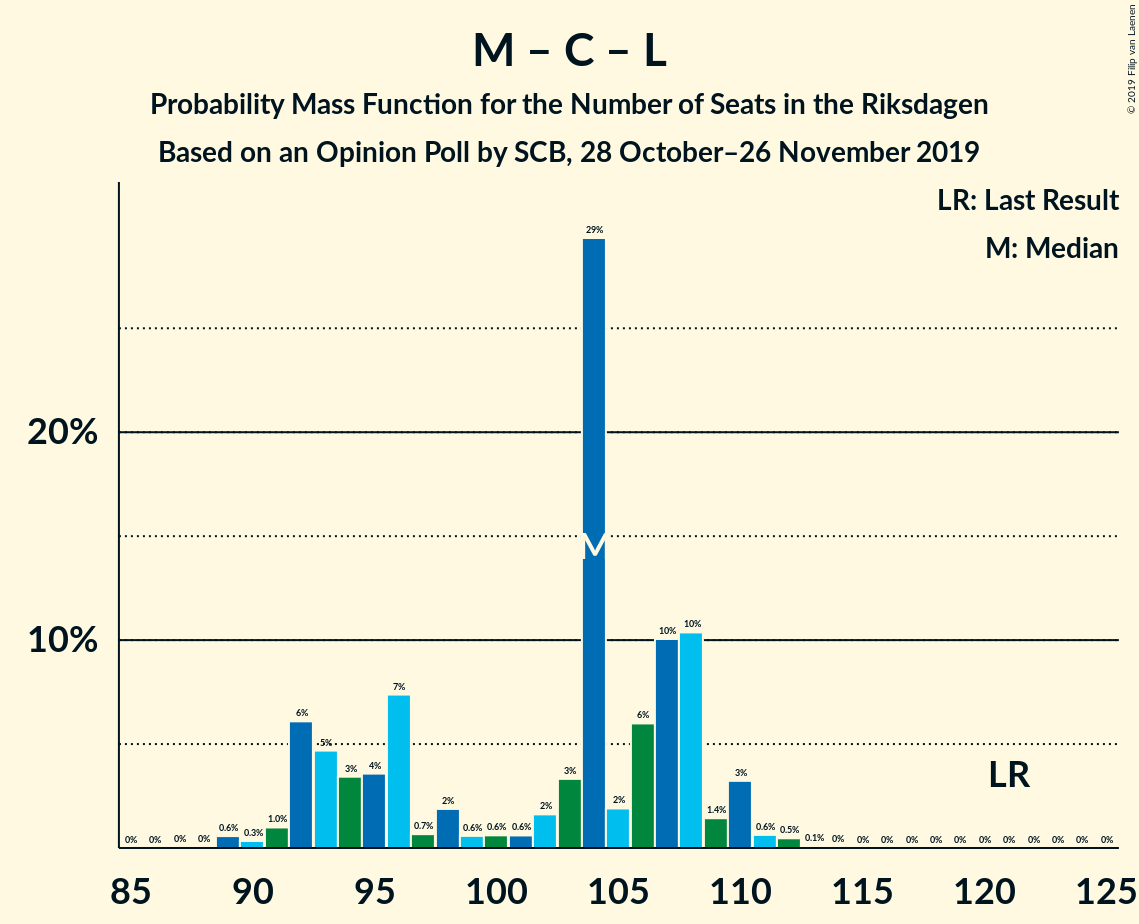 M – C – L
Probability Mass Function for the Number of Seats in the Riksdagen
Based on an Opinion Poll by SCB, 28 October–26 November 2019
© 2019 Filip van Laenen
LR: Last Result
M: Median
20%
10%
0% 0% 0% 0% 0.6% 0.3% 1.0% 6% 5% 3% 4% 7% 0.7% 2% 0.6% 0.6% 0.6% 2% 3% 29% 2% 6% 10% 10% 1.4% 3% 0.6% 0.5% 0.1% 0% 0% 0% 0% 0% 0% 0% 0% 0% 0% 0% 0%
M
LR
85 90 95 100 105 110 115 120 125